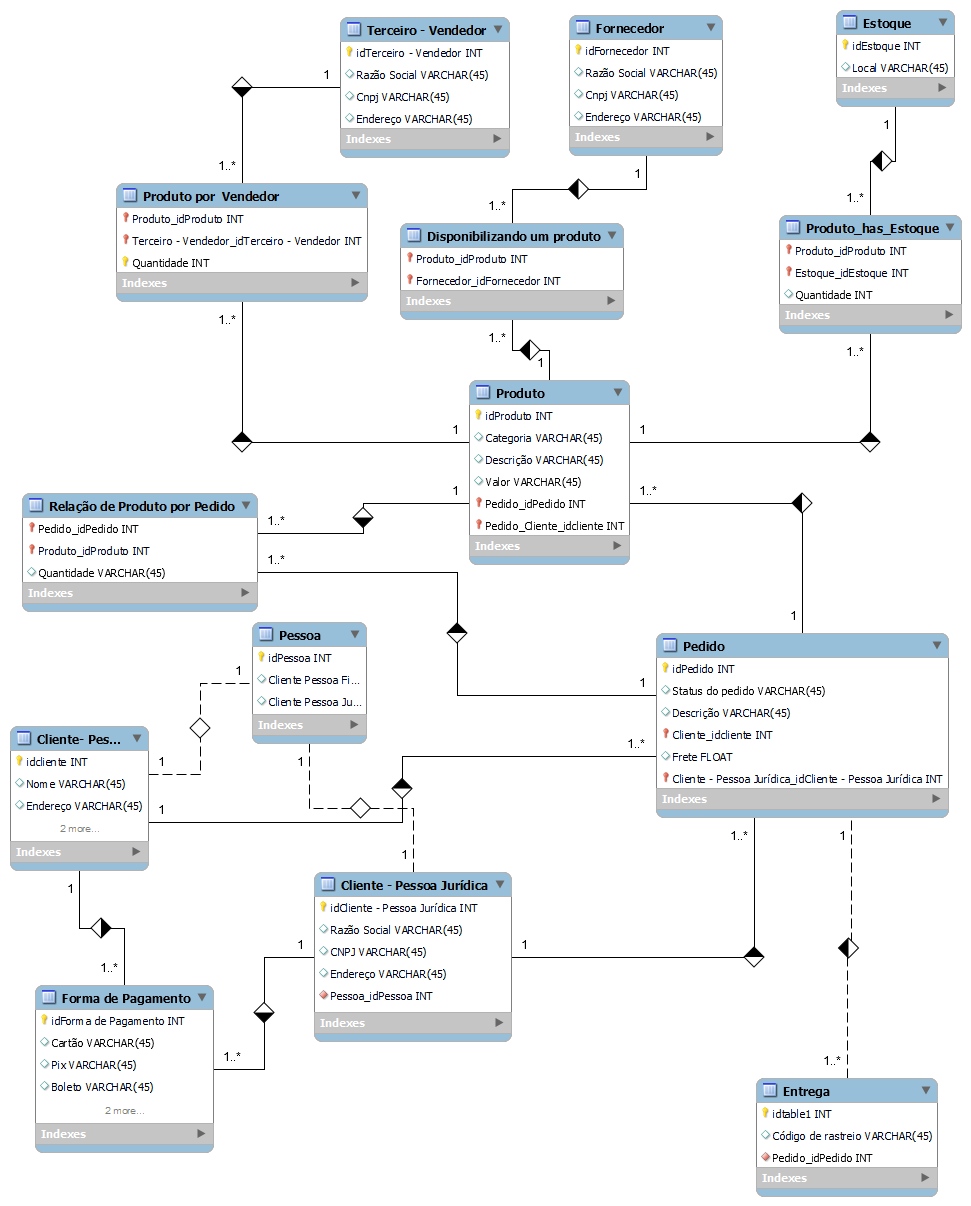 Terceiro - Vendedor
idTerceiro - Vendedor INT
Razão Social VARCHAR(45)
Cnpj VARCHAR(45)
Endereço VARCHAR(45)
Indexes
Fornecedor
idFornecedor INT
Razão Social VARCHAR(45)
Cnpj VARCHAR(45)
Endereço VARCHAR(45)
Indexes
Estoque
idEstoque INT
Local VARCHAR(45)
Indexes
1
1..*
1
1..*
1
1..*
Produto por Vendedor
Produto_idProduto INT
Terceiro - Vendedor_idTerceiro - Vendedor INT
Quantidade INT
Indexes
Disponibilizando um produto
Produto_idProduto INT
Fornecedor_idFornecedor INT
Indexes
Produto_has_Estoque
Produto_idProduto INT
Estoque_idEstoque INT
Quantidade INT
Indexes
1..*
1..*
1
1..*
1
1
Produto
idProduto INT
Categoria VARCHAR(45)
Descrição VARCHAR(45)
Valor VARCHAR(45)
Pedido_idPedido INT
Pedido_Cliente_idcliente INT
Indexes
1
1..*
1..*
1..*
1
Relação de Produto por Pedido
Pedido_idPedido INT
Produto_idProduto INT
Quantidade VARCHAR(45)
Indexes
Pessoa
idPessoa INT
Cliente Pessoa Fi...
Cliente Pessoa Ju...
Indexes
1
1
1
1
1
1..*
1
Pedido
idPedido INT
Status do pedido VARCHAR(45)
Descrição VARCHAR(45)
Cliente_idcliente INT
Frete FLOAT
Cliente - Pessoa Jurídica_idCliente - Pessoa Jurídica INT
Indexes
Cliente- Pes...
idcliente INT
Nome VARCHAR(45)
Endereço VARCHAR(45)
2 more...
Indexes
1
1..*
1
1..*
1
1..*
1
1..*
Cliente - Pessoa Jurídica
idCliente - Pessoa Jurídica INT
Razão Social VARCHAR(45)
CNPJ VARCHAR(45)
Endereço VARCHAR(45)
Pessoa_idPessoa INT
Indexes
Forma de Pagamento
idForma de Pagamento INT
Cartão VARCHAR(45)
Pix VARCHAR(45)
Boleto VARCHAR(45)
2 more...
Indexes
Entrega
idtable1 INT
Código de rastreio VARCHAR(45)
Pedido_idPedido INT
Indexes